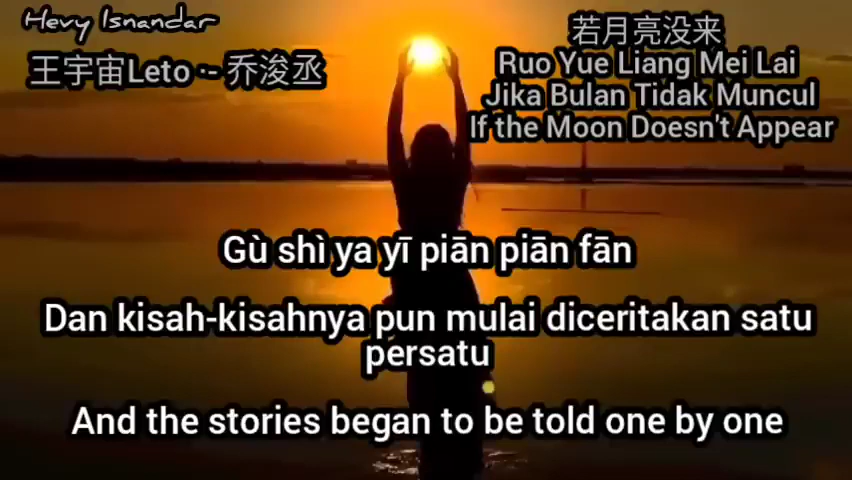 Hevy Isnandar
王宇宙Leto -- 乔浚丞
若月亮没来
Ruo Yue Liang Mei Lai
Jika Bulan Tidak Muncul
If the Moon Doesn't Appear
Gù shì ya yī piān piān fān
Dan kisah-kisahnya pun mulai diceritakan satu
persatu
And the stories began to be told one by one